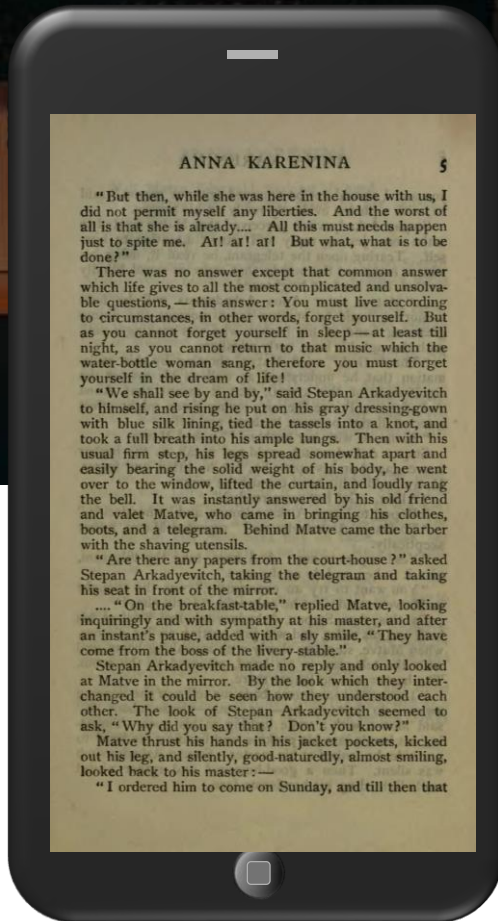 ANNA KARENINA 5
"But then, while she was here in the house with us, I
did not permit myself any liberties. And the worst of
all is that she is already.... All this must needs happen
just to spite me. Aï! aï! aï! But what, what is to be
done?"
There was no answer except that common answer
which life gives to all the most complicated and unsolva-
ble questions, — this answer: You must live according
to circumstances, in other words, forget yourself. But
as you cannot forget yourself in sleep — at least till
night, as you cannot return to that music which the
water-bottle woman sang, therefore you must forget
yourself in the dream of life!
"We shall see by and by," said Stepan Arkadyevitch
to himself, and rising he put on his gray dressing-gown
with blue silk lining, tied the tassels into a knot, and
took a full breath into his ample lungs. Then with his
usual firm step, his legs spread somewhat apart and
easily bearing the solid weight of his body, he went
over to the window, lifted the curtain, and loudly rang
the bell. It was instantly answered by his old friend
and valet Matve, who came in bringing his clothes,
boots, and a telegram. Behind Matve came the barber
with the shaving utensils.
"Are there any papers from the court-house?" asked
Stepan Arkadyevitch, taking the telegram and taking
his seat in front of the mirror.
.... "On the breakfast-table," replied Matve, looking
inquiringly and with sympathy at his master, and after
an instant's pause, added with a sly smile, "They have
come from the boss of the livery-stable."
Stepan Arkadyevitch made no reply and only looked
at Matve in the mirror. By the look which they inter-
changed it could be seen how they understood each
other. The look of Stepan Arkadyevitch seemed to
ask, "Why did you say that? Don't you know?"
Matve thrust his hands in his jacket pockets, kicked
out his leg, and silently, good-naturedly, almost smiling,
looked back to his master: —
"I ordered him to come on Sunday, and till then that